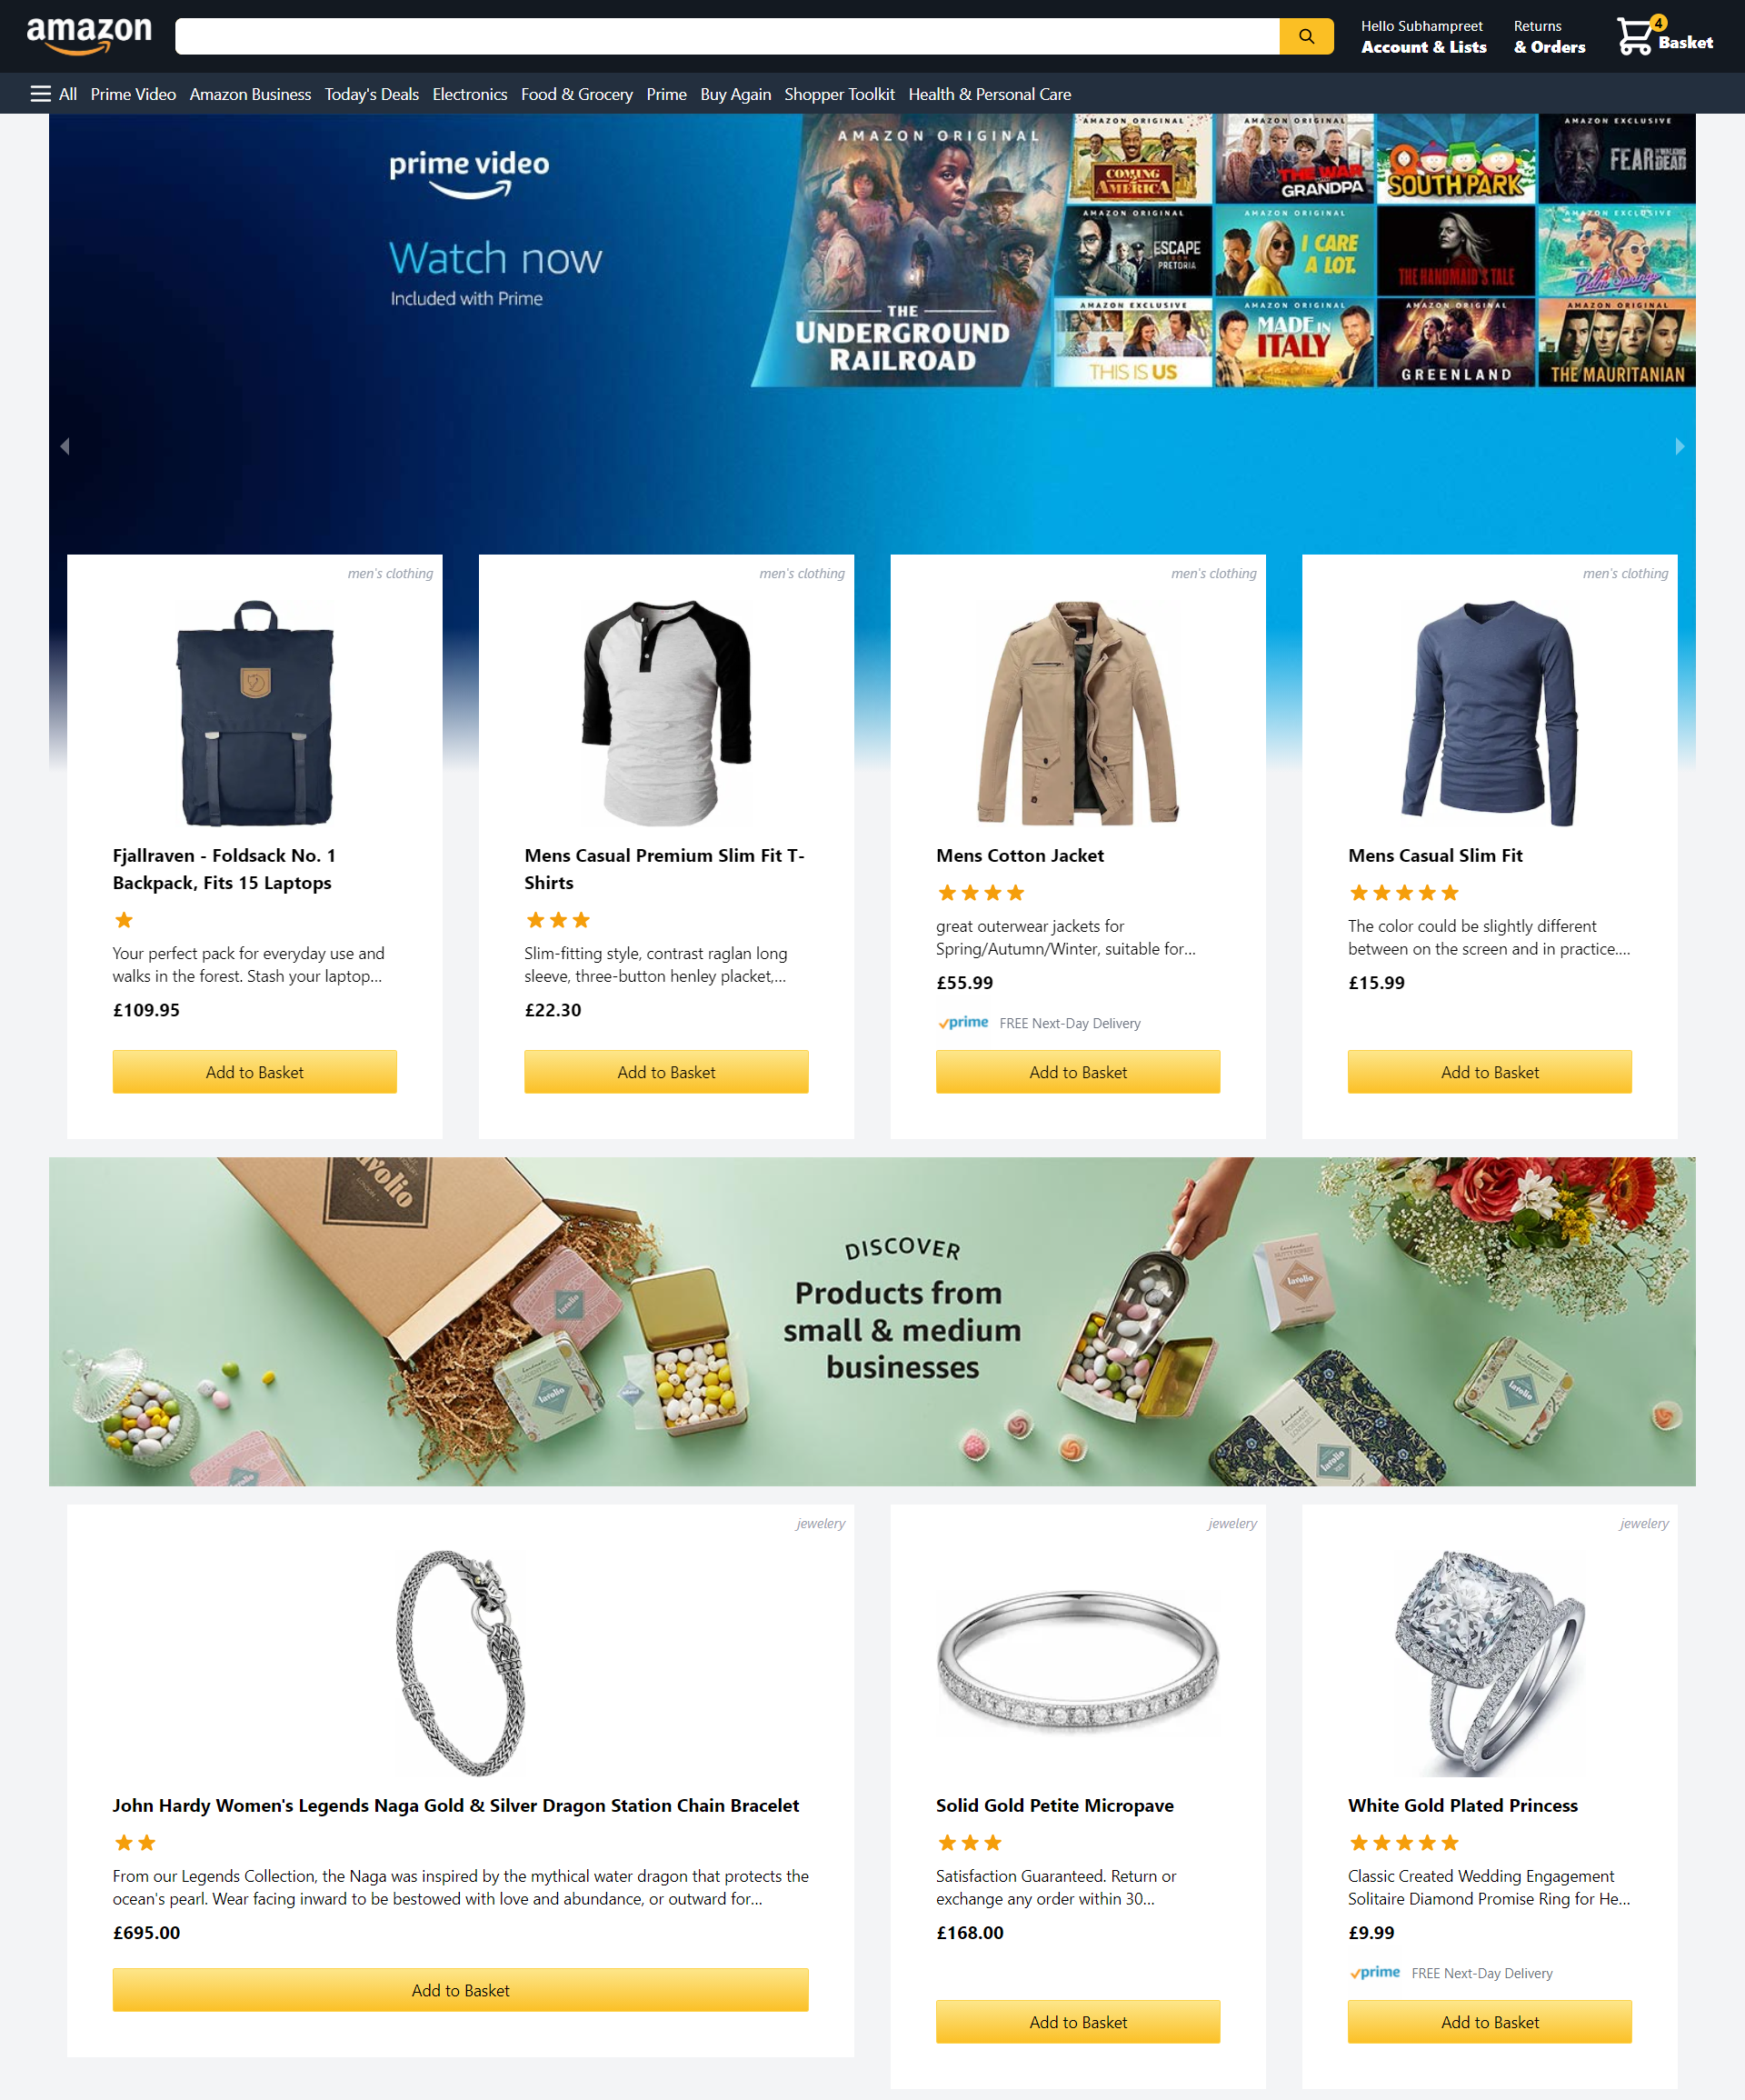 amazon
Hello Subhampreet
Account & Lists
Returns
& Orders
4
Basket
All Prime Video Amazon Business Today's Deals Electronics Food & Grocery Prime Buy Again Shopper Toolkit Health & Personal Care
prime video
Watch now
Included with Prime
AMAZON ORIGINAL
THE
UNDERGROUND
RAILROAD
AMAZON ORIGINAL
COMING
2
AMERICA
AMAZON ORIGINAL
THE WAR
WITH
GRANDPA
SOUTH PARK
AMAZON EXCLUSIVE
FEAR THE WALKING DEAD
AMAZON ORIGINAL
ESCAPE
FROM
PRETORIA
AMAZON ORIGINAL
I CARE
A LOT.
THE HANDMAID'S TALE
AMAZON EXCLUSIVE
Palm Springs
AMAZON EXCLUSIVE
THIS IS US
AMAZON ORIGINAL
MADE IN
ITALY
AMAZON ORIGINAL
GREENLAND
AMAZON ORIGINAL
THE MAURITANIAN
men's clothing
Fjallraven - Foldsack No. 1
Backpack, Fits 15 Laptops
Your perfect pack for everyday use and
walks in the forest. Stash your laptop...
£109.95
Add to Basket
men's clothing
Mens Casual Premium Slim Fit T-
Shirts
Slim-fitting style, contrast raglan long
sleeve, three-button henley placket,...
£22.30
Add to Basket
men's clothing
Mens Cotton Jacket
great outerwear jackets for
Spring/Autumn/Winter, suitable for...
£55.99
prime FREE Next-Day Delivery
Add to Basket
men's clothing
Mens Casual Slim Fit
The color could be slightly different
between on the screen and in practice....
£15.99
Add to Basket
DISCOVER
Products from
small & medium
businesses
lavolio
lavolio
lavolio
lavolio
lavolio
jewelery
John Hardy Women's Legends Naga Gold & Silver Dragon Station Chain Bracelet
From our Legends Collection, the Naga was inspired by the mythical water dragon that protects the
ocean's pearl. Wear facing inward to be bestowed with love and abundance, or outward for...
£695.00
Add to Basket
jewelery
Solid Gold Petite Micropave
Satisfaction Guaranteed. Return or
exchange any order within 30...
£168.00
Add to Basket
jewelery
White Gold Plated Princess
Classic Created Wedding Engagement
Solitaire Diamond Promise Ring for He...
£9.99
prime FREE Next-Day Delivery
Add to Basket